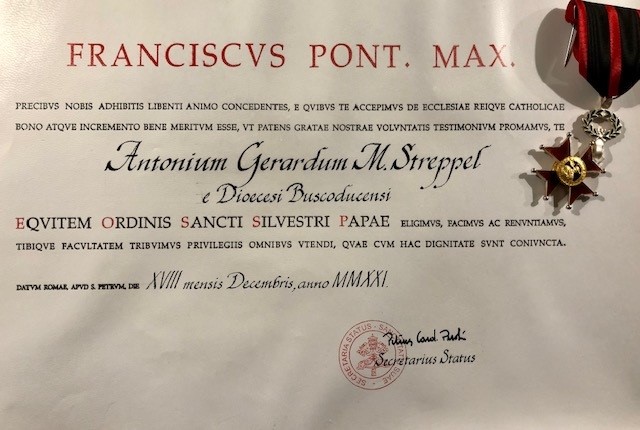 FRANCISCVS PONT. MAX.
PRECIBVS NOBIS ADHIBITIS LIBENTI ANIMO CONCEDENTES, E QVIBVS TE ACCEPIMVS DE ECCLESIAE REIQVE CATHOLICAE
BONO ATQVE INCREMENTO BENE MERITVM ESSE, VT PATENS GRATAE NOSTRAE VOLVNTATIS TESTIMONIVM PROMAMVS, TE
Antonium Gerardum M. Streppel
e Dioecesi Buscoducensi
EQVITEM ORDINIS SANCTI SILVESTRI PAPAE ELIGIMVS, FACIMVS AC RENVNTIAMVS,
TIBIQVE FACVLTATEM TRIBVIMVS PRIVILEGIIS OMNIBVS VTENDI, QVAE CVM HAC DIGNITATE SVNT CONIVNCTA.
DATVM ROMAE, APVD S. PETRVM, DIE XVIII mensis Decembris, anno MMXXI.
SECRETARIA STATUS
Secretarius Status